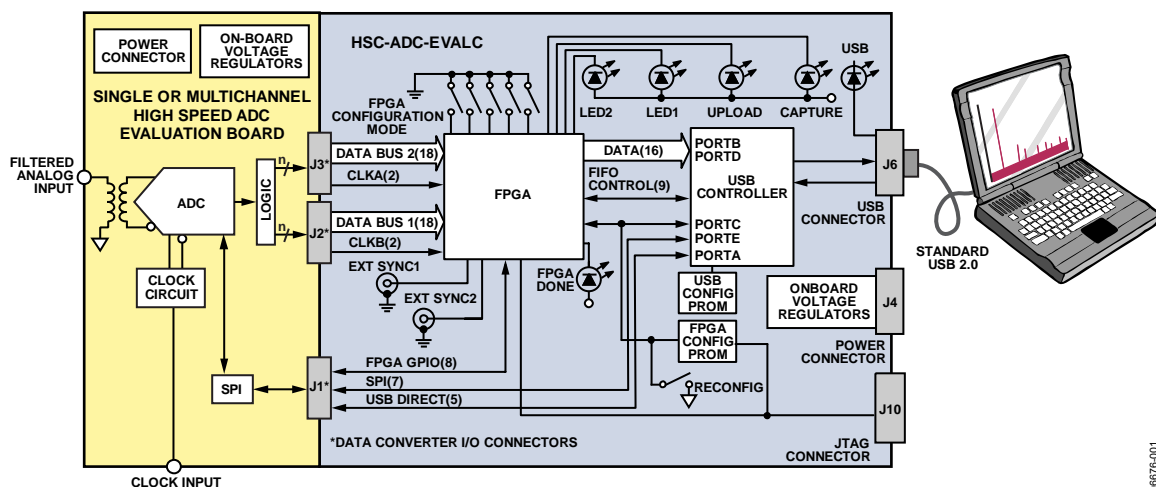 POWER
CONNECTOR
ON-BOARD
VOLTAGE
REGULATORS
SINGLE OR MULTICHANNEL
HIGH SPEED ADC
EVALUATION BOARD
FILTERED
ANALOG
INPUT
ADC
LOGIC
n
n
CLOCK
CIRCUIT
SPI
CLOCK INPUT
HSC-ADC-EVALC
FPGA
CONFIGURATION
MODE
J3*
DATA BUS 2(18)
CLKA(2)
J2*
DATA BUS 1(18)
CLKB(2)
EXT SYNC1
EXT SYNC2
J1*
FPGA GPIO(8)
SPI(7)
USB DIRECT(5)
*DATA CONVERTER I/O CONNECTORS
FPGA
LED2
LED1
UPLOAD
CAPTURE
USB
DATA(16)
FIFO
CONTROL(9)
FPGA
DONE
PORTB
PORTD
USB
CONTROLLER
PORTC
PORTE
PORTA
USB
CONFIG
PROM
FPGA
CONFIG
PROM
RECONFIG
J6
USB
CONNECTOR
STANDARD
USB 2.0
ONBOARD
VOLTAGE
REGULATORS
J4
POWER
CONNECTOR
J10
JTAG
CONNECTOR
06676-001